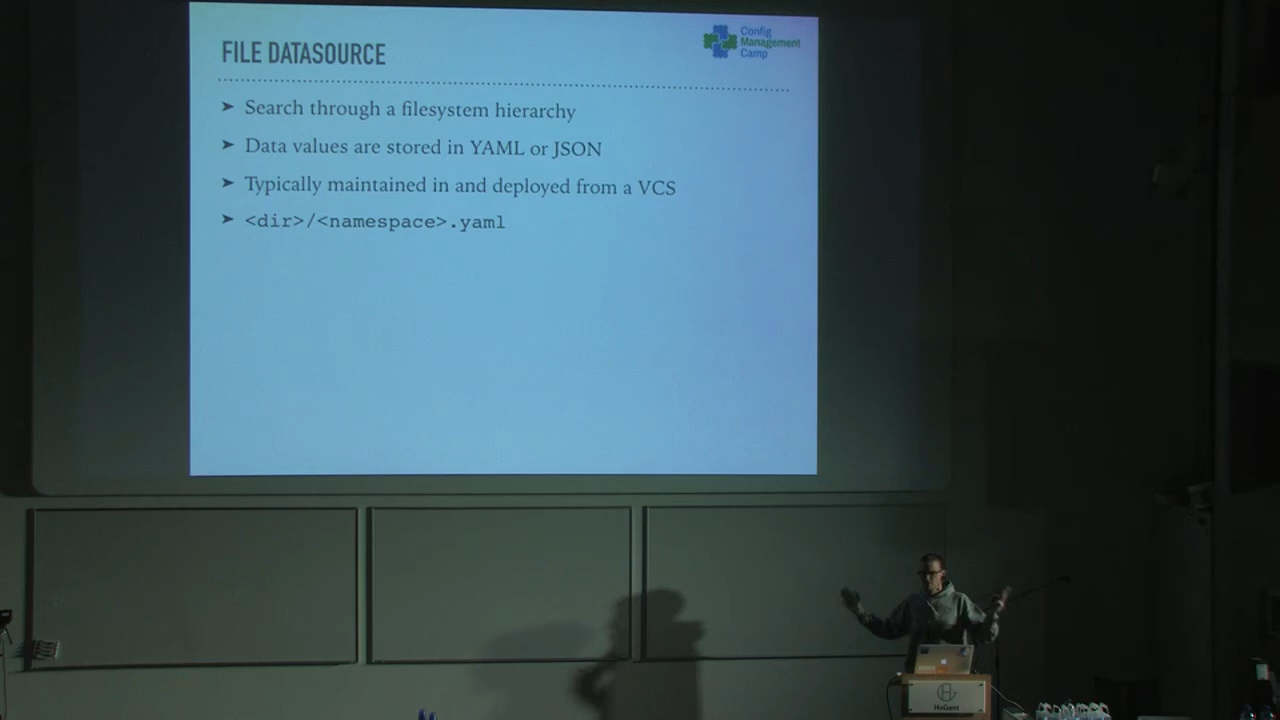 FILE DATASOURCE
Config
Management
Camp
➤ Search through a filesystem hierarchy
➤ Data values are stored in YAML or JSON
➤ Typically maintained in and deployed from a VCS
➤ <dir>/<namespace>.yaml
HoGent